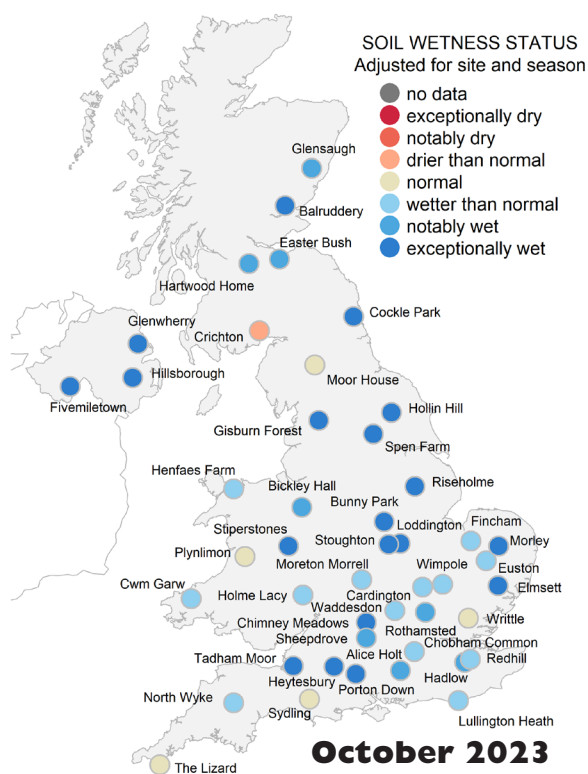 SOIL WETNESS STATUS
Adjusted for site and season
no data
exceptionally dry
notably dry
drier than normal
normal
wetter than normal
notably wet
exceptionally wet
Glensaugh
Balruddery
Easter Bush
Hartwood Home
Cockle Park
Glenwherry
Crichton
Hillsborough
Moor House
Fivemiletown
Hollin Hill
Gisburn Forest
Spen Farm
Henfaes Farm
Bickley Hall
Riseholme
Bunny Park
Fincham
Loddington
Stiperstones
Stoughton
Morley
Plynlimon
Moreton Morrell
Wimpole
Euston
Cwm Garw
Holme Lacy
Cardington
Elmsett
Waddesdon
Chimney Meadows
Writtle
Rothamsted
Sheepdrove
Chobham Common
Tadham Moor
Alice Holt
Redhill
Heytesbury
Hadlow
Porton Down
North Wyke
Sydling
Lullington Heath
The Lizard
October 2023